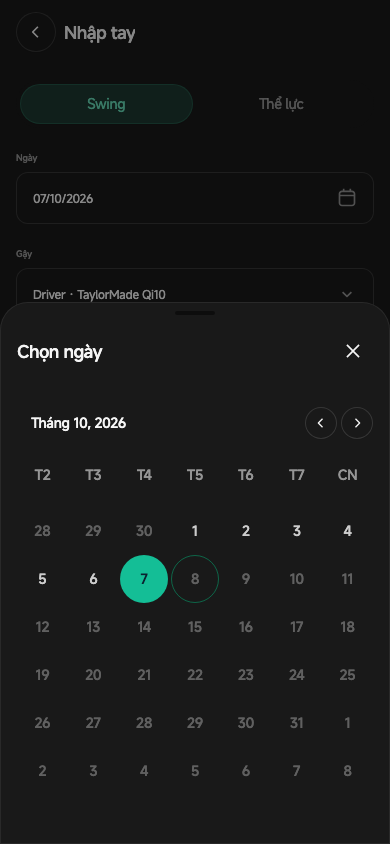 Nhập tay
Swing Thể lực
Ngày
07/10/2026
Gậy
Driver · TaylorMade Qi10
Chọn ngày
Tháng 10, 2026
T2 T3 T4 T5 T6 T7 CN
28 29 30 1 2 3 4
5 6 7 8 9 10 11
12 13 14 15 16 17 18
19 20 21 22 23 24 25
26 27 28 29 30 31 1
2 3 4 5 6 7 8